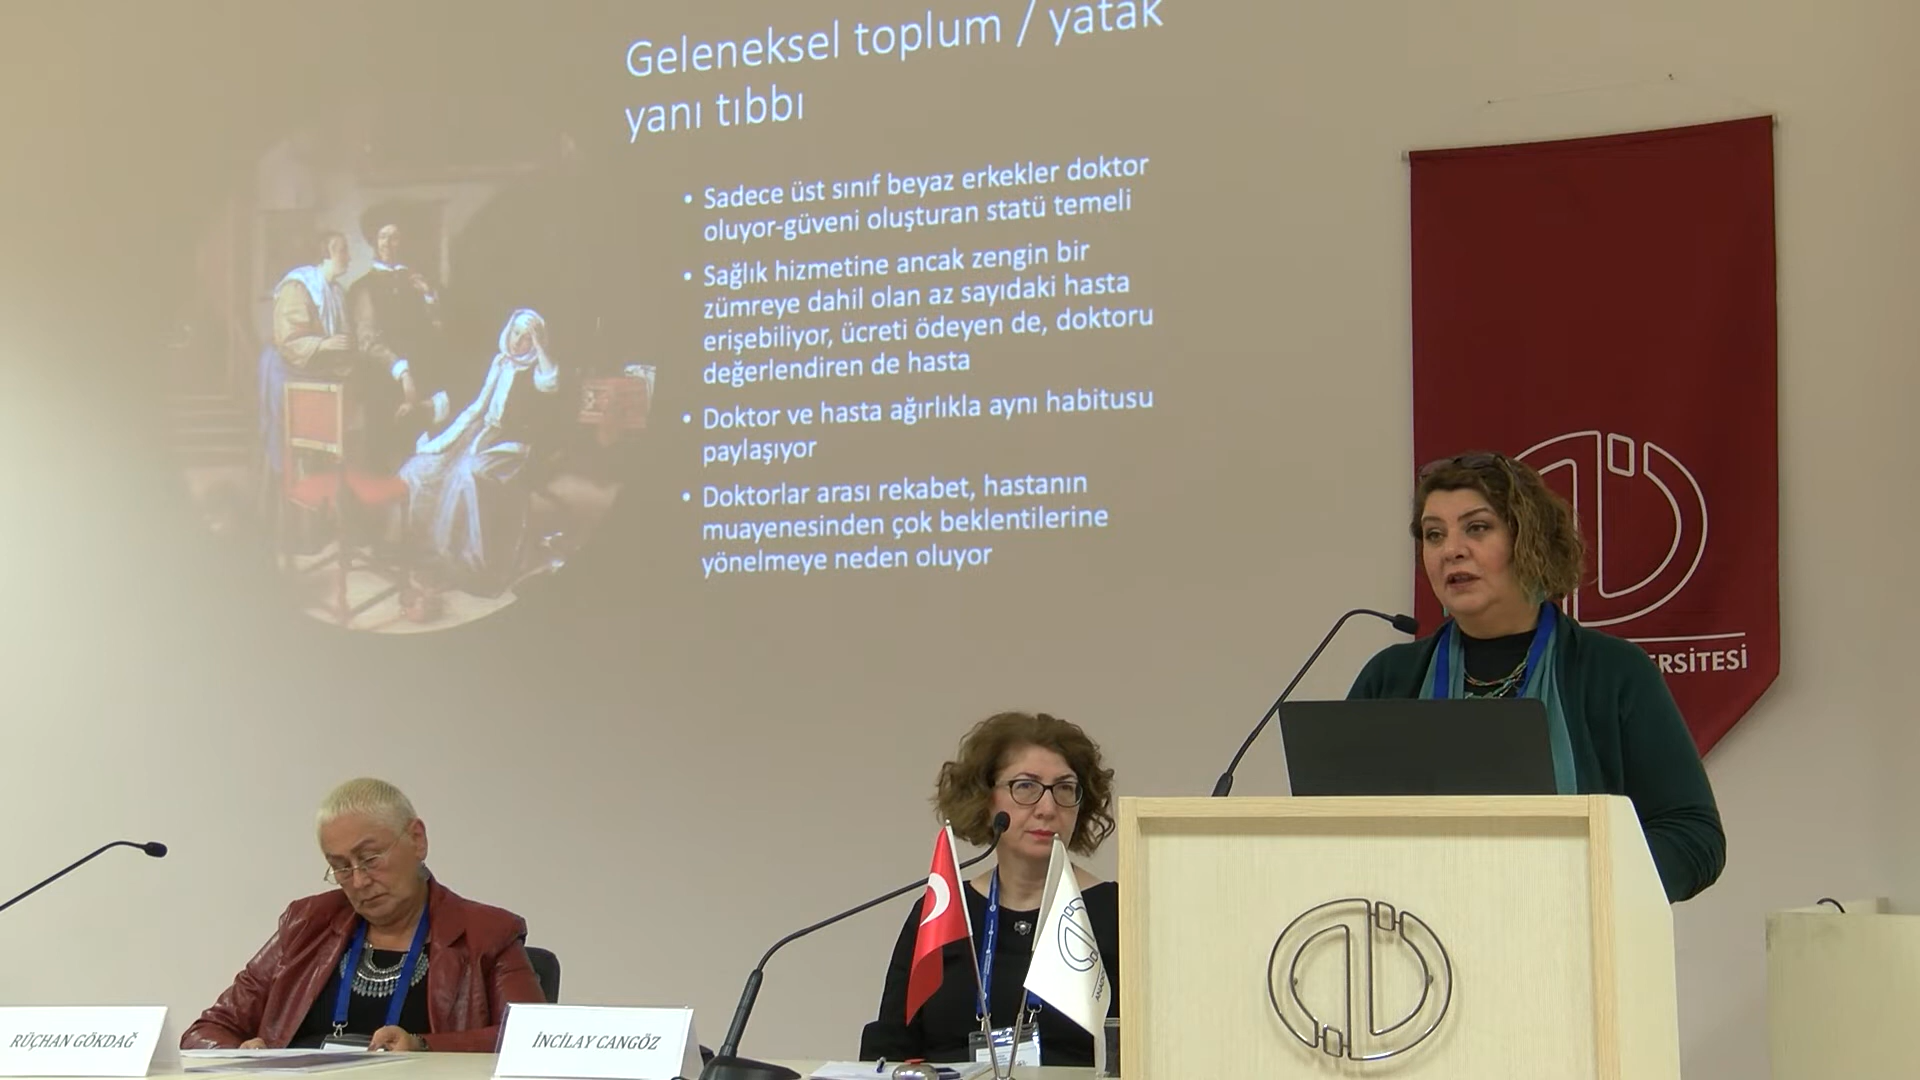 Geleneksel toplum / yatak
yanı tıbbı
• Sadece üst sınıf beyaz erkekler doktor
oluyor-güveni oluşturan statü temeli
• Sağlık hizmetine ancak zengin bir
zümreye dahil olan az sayıdaki hasta
erişebiliyor, ücreti ödeyen de, doktoru
değerlendiren de hasta
• Doktor ve hasta ağırlıkla aynı habitusu
paylaşıyor
• Doktorlar arası rekabet, hastanın
muayenesinden çok beklentilerine
yönelmeye neden oluyor
ERSİTESİ
RÜÇHAN GÖKDAĞ
İNCİLAY CANGÖZ